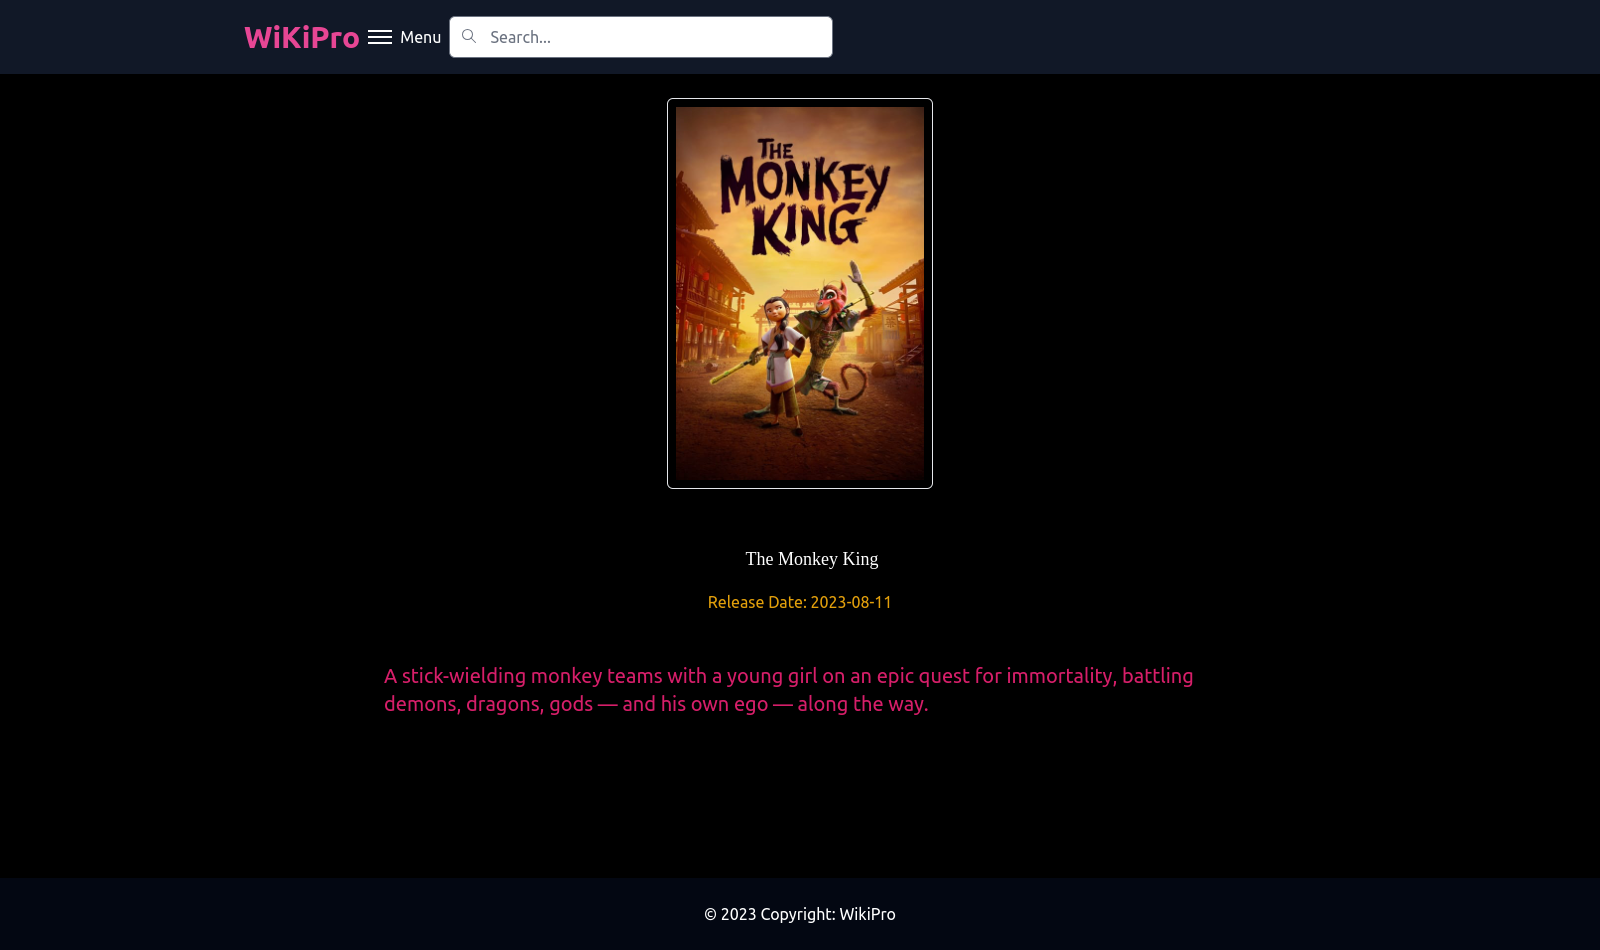 WiKiPro
Menu
Search...
THE
MONKEY
KING
The Monkey King
Release Date: 2023-08-11
A stick-wielding monkey teams with a young girl on an epic quest for immortality, battling
demons, dragons, gods — and his own ego — along the way.
© 2023 Copyright: WikiPro